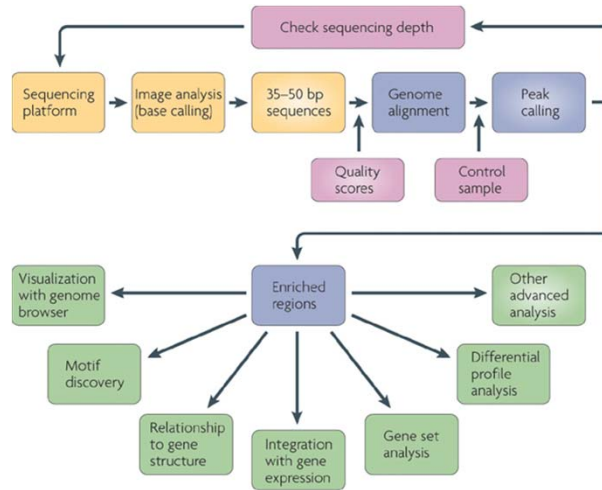 Check sequencing depth
Sequencing
platform
Image analysis
(base calling)
35–50 bp
sequences
Genome
alignment
Peak
calling
Quality
scores
Control
sample
Visualization
with genome
browser
Enriched
regions
Other
advanced
analysis
Motif
discovery
Differential
profile
analysis
Relationship
to gene
structure
Integration
with gene
expression
Gene set
analysis